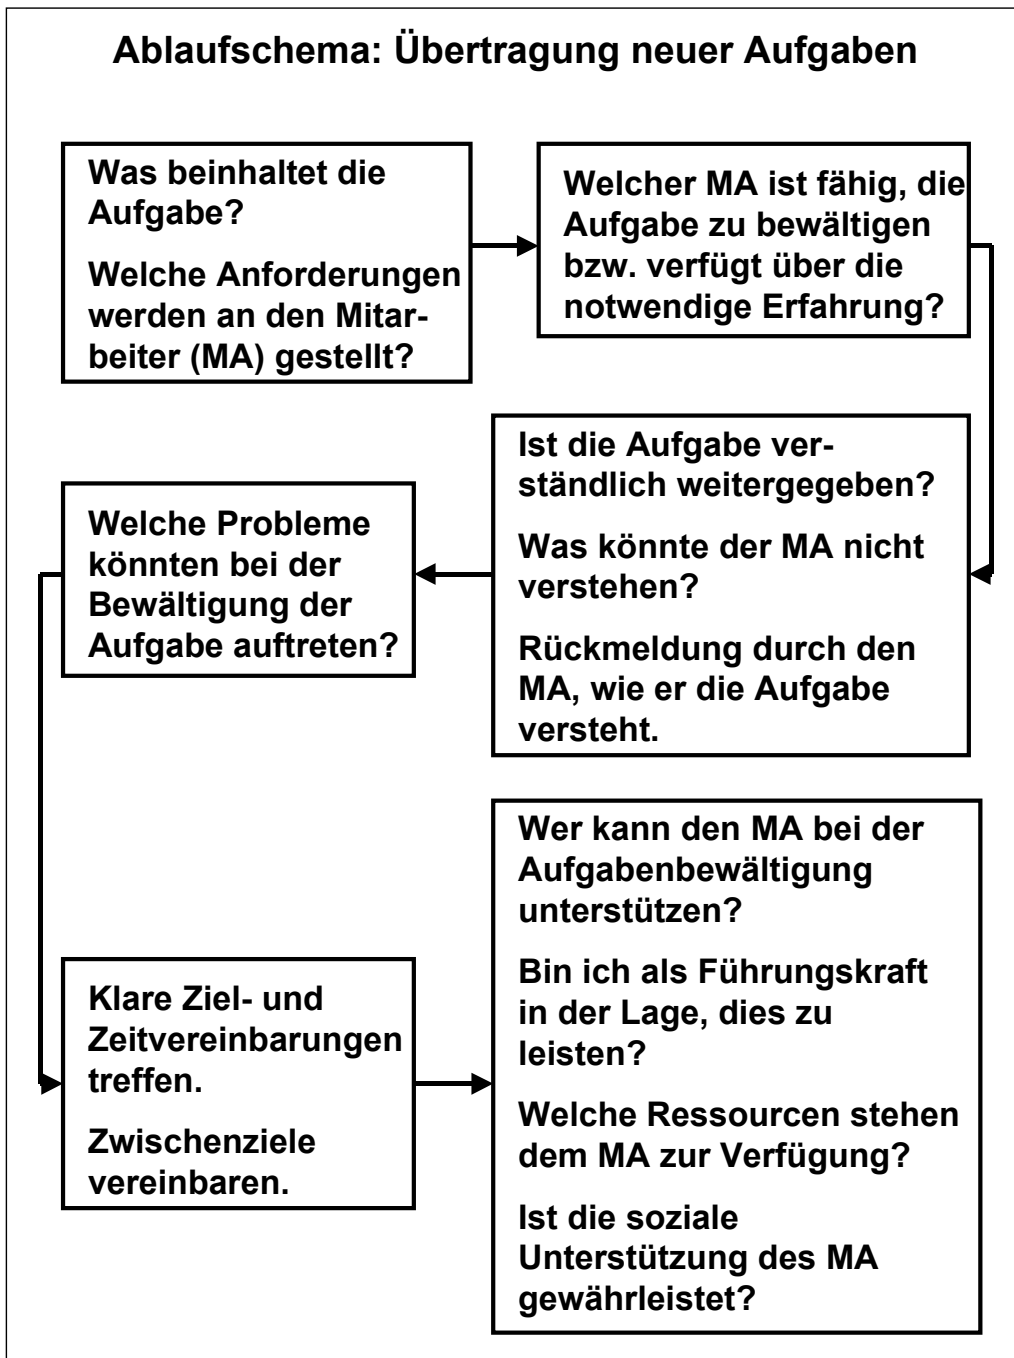 Ablaufschema: Übertragung neuer Aufgaben
Was beinhaltet die
Aufgabe?
Welche Anforderungen
werden an den Mitar-
beiter (MA) gestellt?
Welcher MA ist fähig, die
Aufgabe zu bewältigen
bzw. verfügt über die
notwendige Erfahrung?
Ist die Aufgabe ver-
ständlich weitergegeben?
Was könnte der MA nicht
verstehen?
Rückmeldung durch den
MA, wie er die Aufgabe
versteht.
Welche Probleme
könnten bei der
Bewältigung der
Aufgabe auftreten?
Klare Ziel- und
Zeitvereinbarungen
treffen.
Zwischenziele
vereinbaren.
Wer kann den MA bei der
Aufgabenbewältigung
unterstützen?
Bin ich als Führungskraft
in der Lage, dies zu
leisten?
Welche Ressourcen stehen
dem MA zur Verfügung?
Ist die soziale
Unterstützung des MA
gewährleistet?